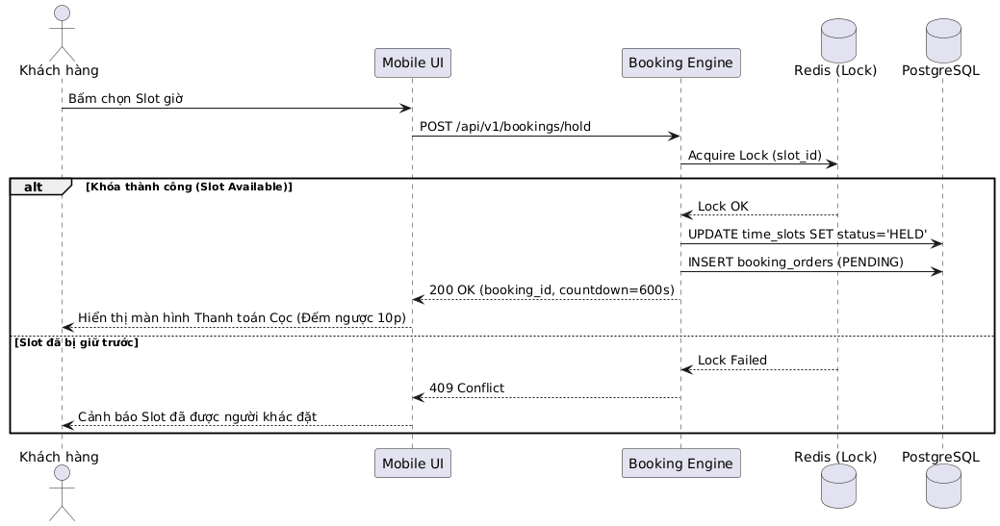 Khách hàng
Mobile UI
Booking Engine
Redis (Lock)
PostgreSQL
Bấm chọn Slot giờ
POST /api/v1/bookings/hold
Acquire Lock (slot_id)
alt
[Khóa thành công (Slot Available)]
Lock OK
UPDATE time_slots SET status='HELD'
INSERT booking_orders (PENDING)
200 OK (booking_id, countdown=600s)
Hiển thị màn hình Thanh toán Cọc (Đếm ngược 10p)
[Slot đã bị giữ trước]
Lock Failed
409 Conflict
Cảnh báo Slot đã được người khác đặt
Khách hàng
Mobile UI
Booking Engine
Redis (Lock)
PostgreSQL